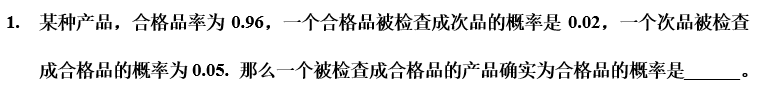 1. 某种产品，合格品率为 0.96，一个合格品被检查成次品的概率是 0.02，一个次品被检查
成合格品的概率为 0.05. 那么一个被检查成合格品的产品确实为合格品的概率是______。